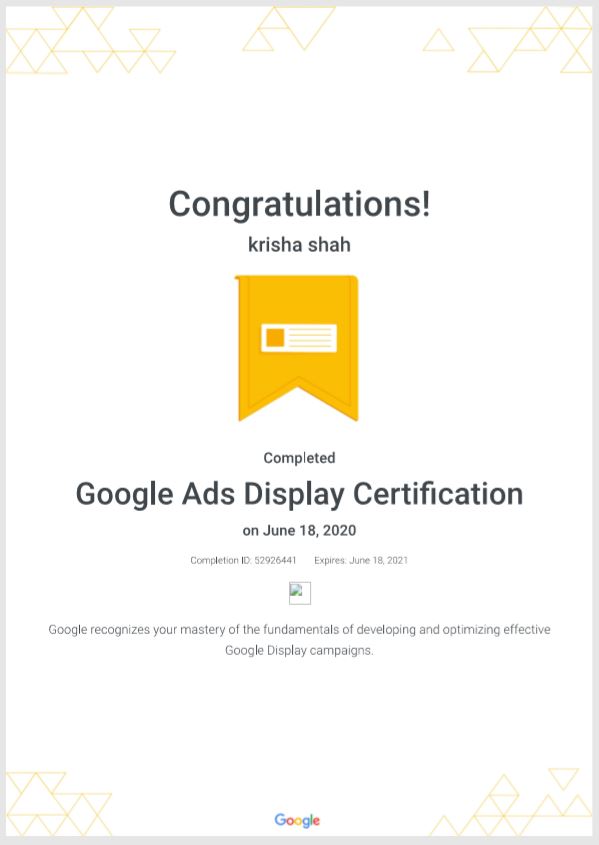 Congratulations!
krisha shah
Completed
Google Ads Display Certification
on June 18, 2020
Completion ID: 52926441 Expires: June 18, 2021
Google recognizes your mastery of the fundamentals of developing and optimizing effective
Google Display campaigns.
Google